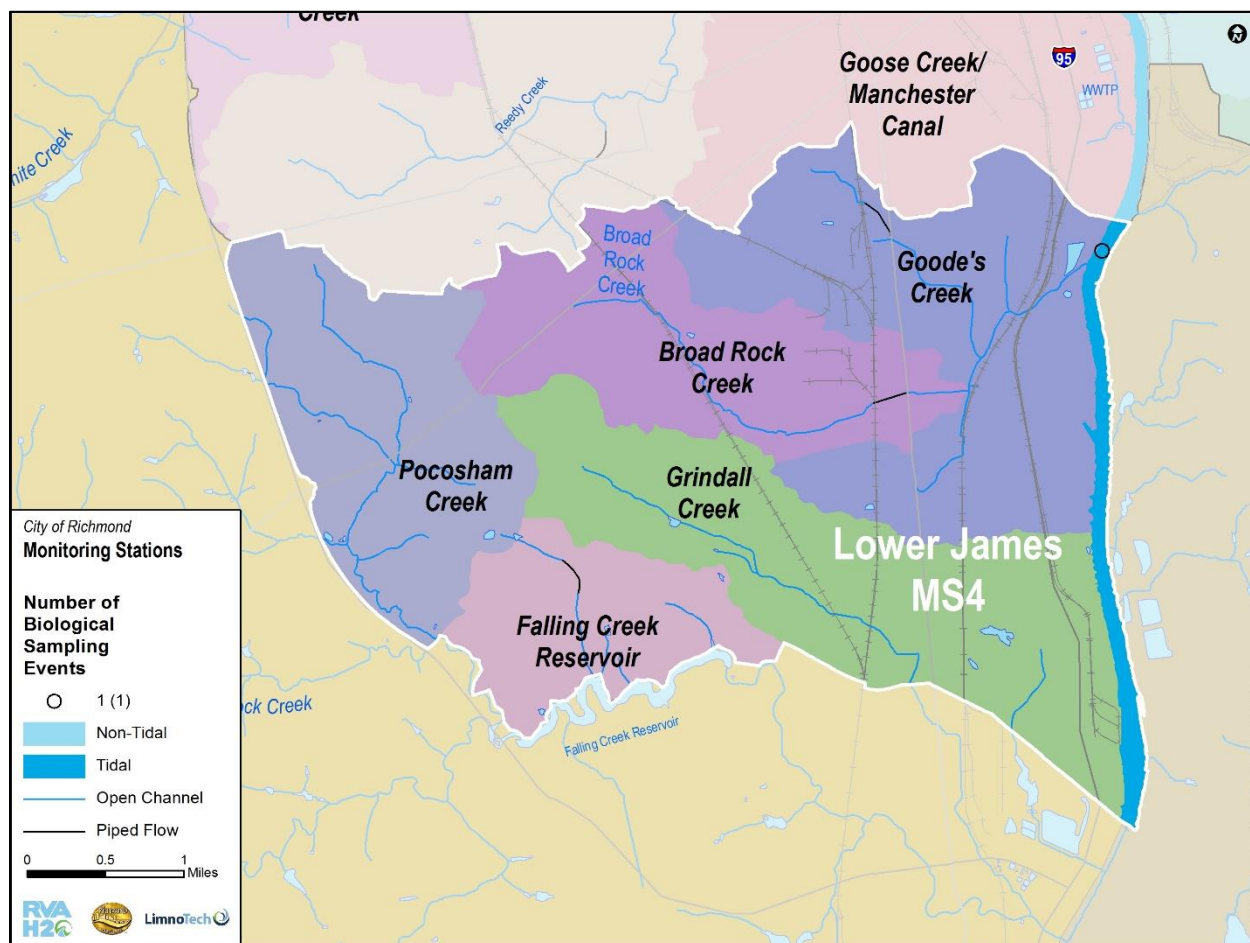 Creek
Goose Creek/
Manchester
Canal
95
N
WWTP
Reedy Creek
nite Creek
Broad
Rock
Creek
Goode's
Creek
Broad Rock
Creek
Pocosham
Creek
Grindall
Creek
Lower James
MS4
Falling Creek
Reservoir
ock Creek
Falling Creek Reservoir
City of Richmond
Monitoring Stations
Number of
Biological
Sampling
Events
1 (1)
Non-Tidal
Tidal
Open Channel
Piped Flow
0 0.5 1
Miles
RVA
H2O
LimnoTech